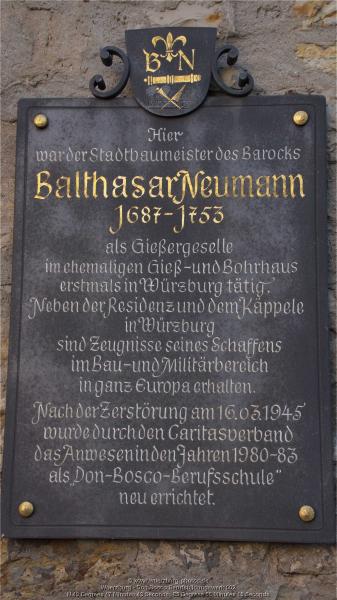 B N
Hier
war der Stadtbaumeister des Barocks
Balthasar Neumann
1687-1753
als Gießergeselle
im ehemaligen Gieß- und Bohrhaus
erstmals in Würzburg tätig.
Neben der Residenz und dem Käppele
in Würzburg
sind Zeugnisse seines Schaffens
im Bau- und Militärbereich
in ganz Europa erhalten.
Nach der Zerstörung am 16.03.1945
wurde durch den Caritasverband
das Anwesen in den Jahren 1980-83
als „Don-Bosco-Berufsschule"
neu errichtet.